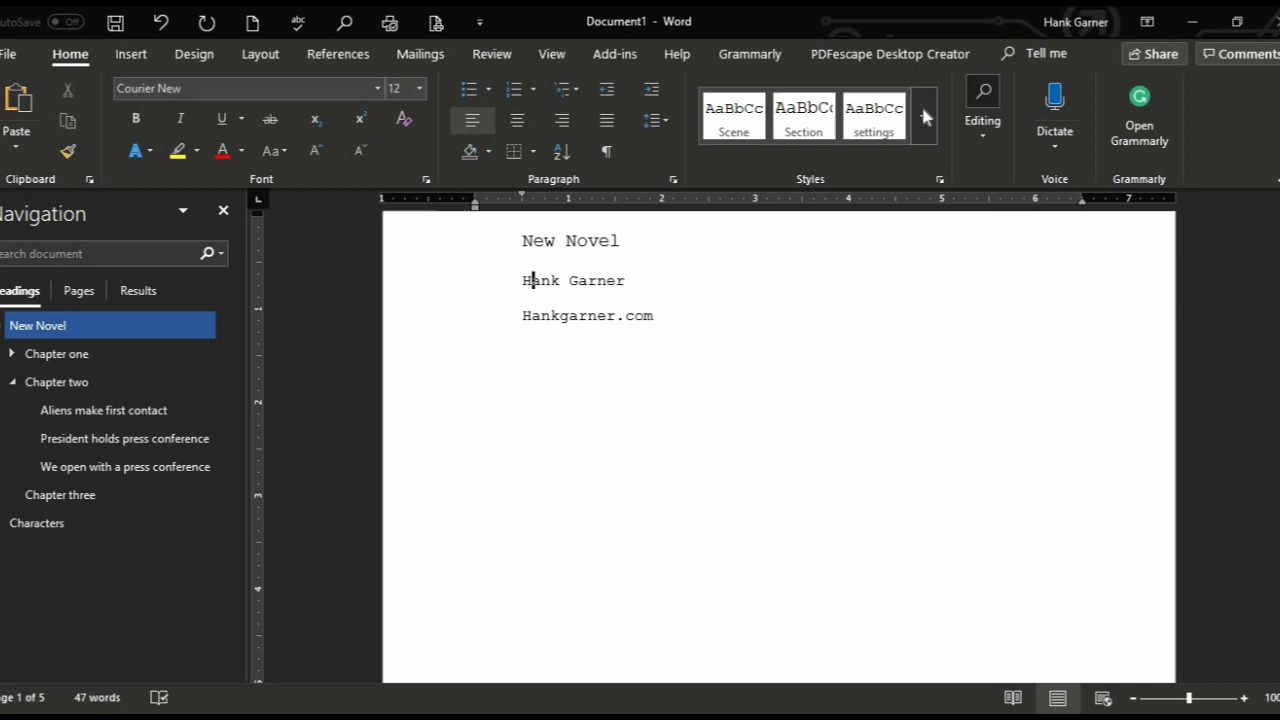 AutoSave Off Document1 - Word Hank Garner
File Home Insert Design Layout References Mailings Review View Add-ins Help Grammarly PDFescape Desktop Creator Tell me Share Comments
Paste Courier New 12 AaBbCc AaBbCc AaBbCc
Scene Section settings Editing Dictate Open Grammarly
Clipboard Font Paragraph Styles Voice Grammarly
Navigation
earch document
eadings Pages Results
New Novel
Chapter one
Chapter two
Aliens make first contact
President holds press conference
We open with a press conference
Chapter three
Characters
New Novel
Hank Garner
Hankgarner.com
age 1 of 5 47 words 100